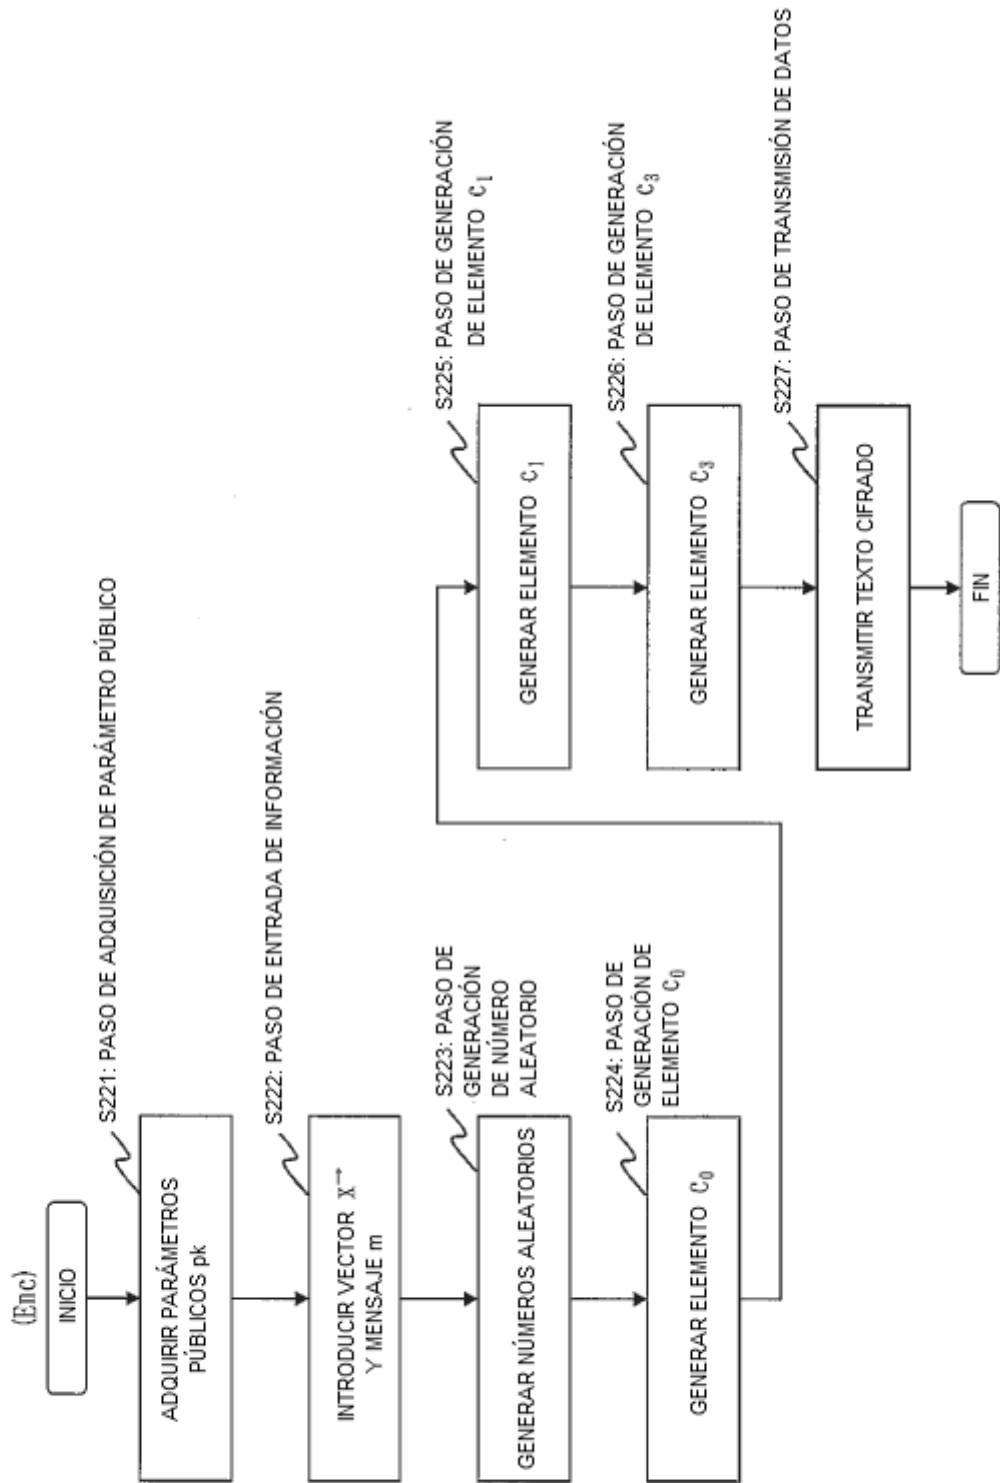 (Enc)
INICIO
S221: PASO DE ADQUISICIÓN DE PARÁMETRO PÚBLICO
ADQUIRIR PARÁMETROS
PÚBLICOS pk
S222: PASO DE ENTRADA DE INFORMACIÓN
INTRODUCIR VECTOR X→
Y MENSAJE m
S223: PASO DE
GENERACIÓN
DE NÚMERO
ALEATORIO
GENERAR NÚMEROS ALEATORIOS
S224: PASO DE
GENERACIÓN DE
ELEMENTO C0
GENERAR ELEMENTO C0
S225: PASO DE GENERACIÓN
DE ELEMENTO C1
GENERAR ELEMENTO C1
S226: PASO DE GENERACIÓN
DE ELEMENTO C3
GENERAR ELEMENTO C3
S227: PASO DE TRANSMISIÓN DE DATOS
TRANSMITIR TEXTO CIFRADO
FIN